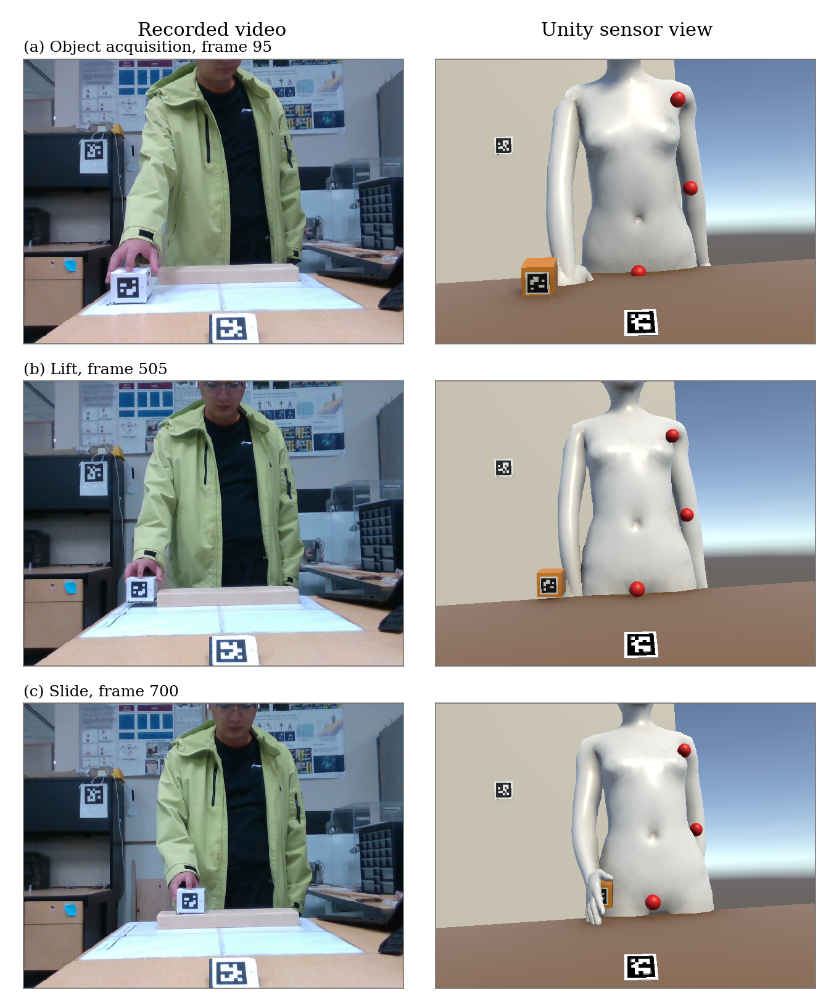 Recorded video
Unity sensor view
(a) Object acquisition, frame 95
(b) Lift, frame 505
(c) Slide, frame 700